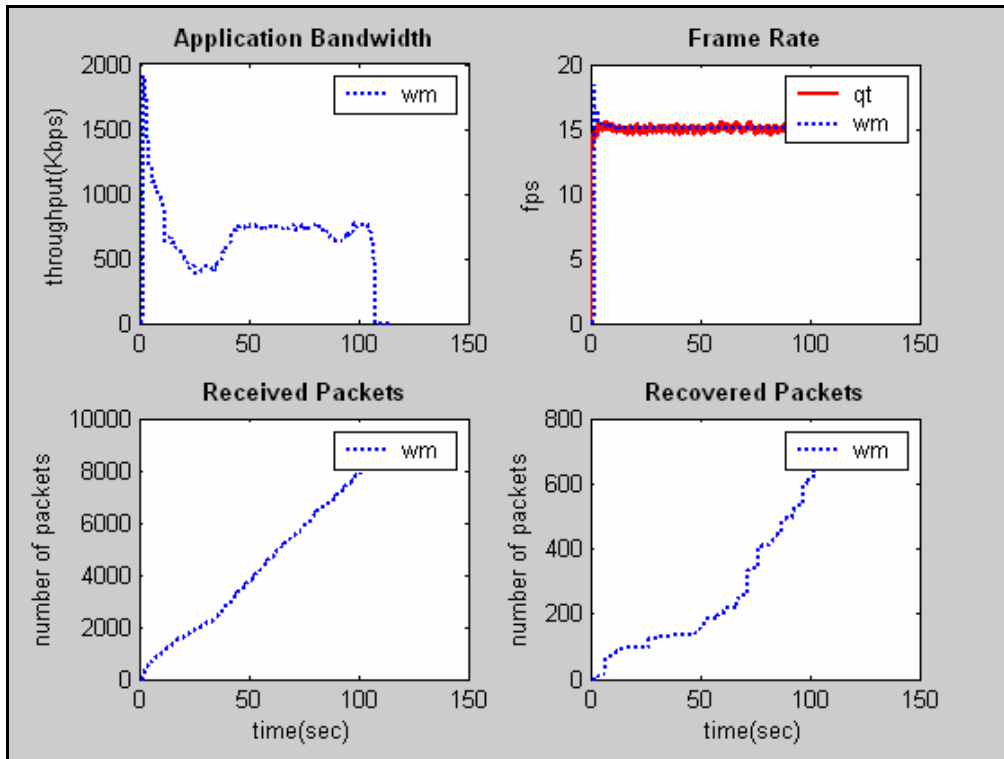 Application Bandwidth
throughput(Kbps)
2000
1500
1000
500
0
0 50 100 150
wm
Frame Rate
fps
20
15
10
5
0
0 50 100 150
qt
wm
Received Packets
number of packets
10000
8000
6000
4000
2000
0
0 50 100 150
time(sec)
wm
Recovered Packets
number of packets
800
600
400
200
0
0 50 100 150
time(sec)
wm